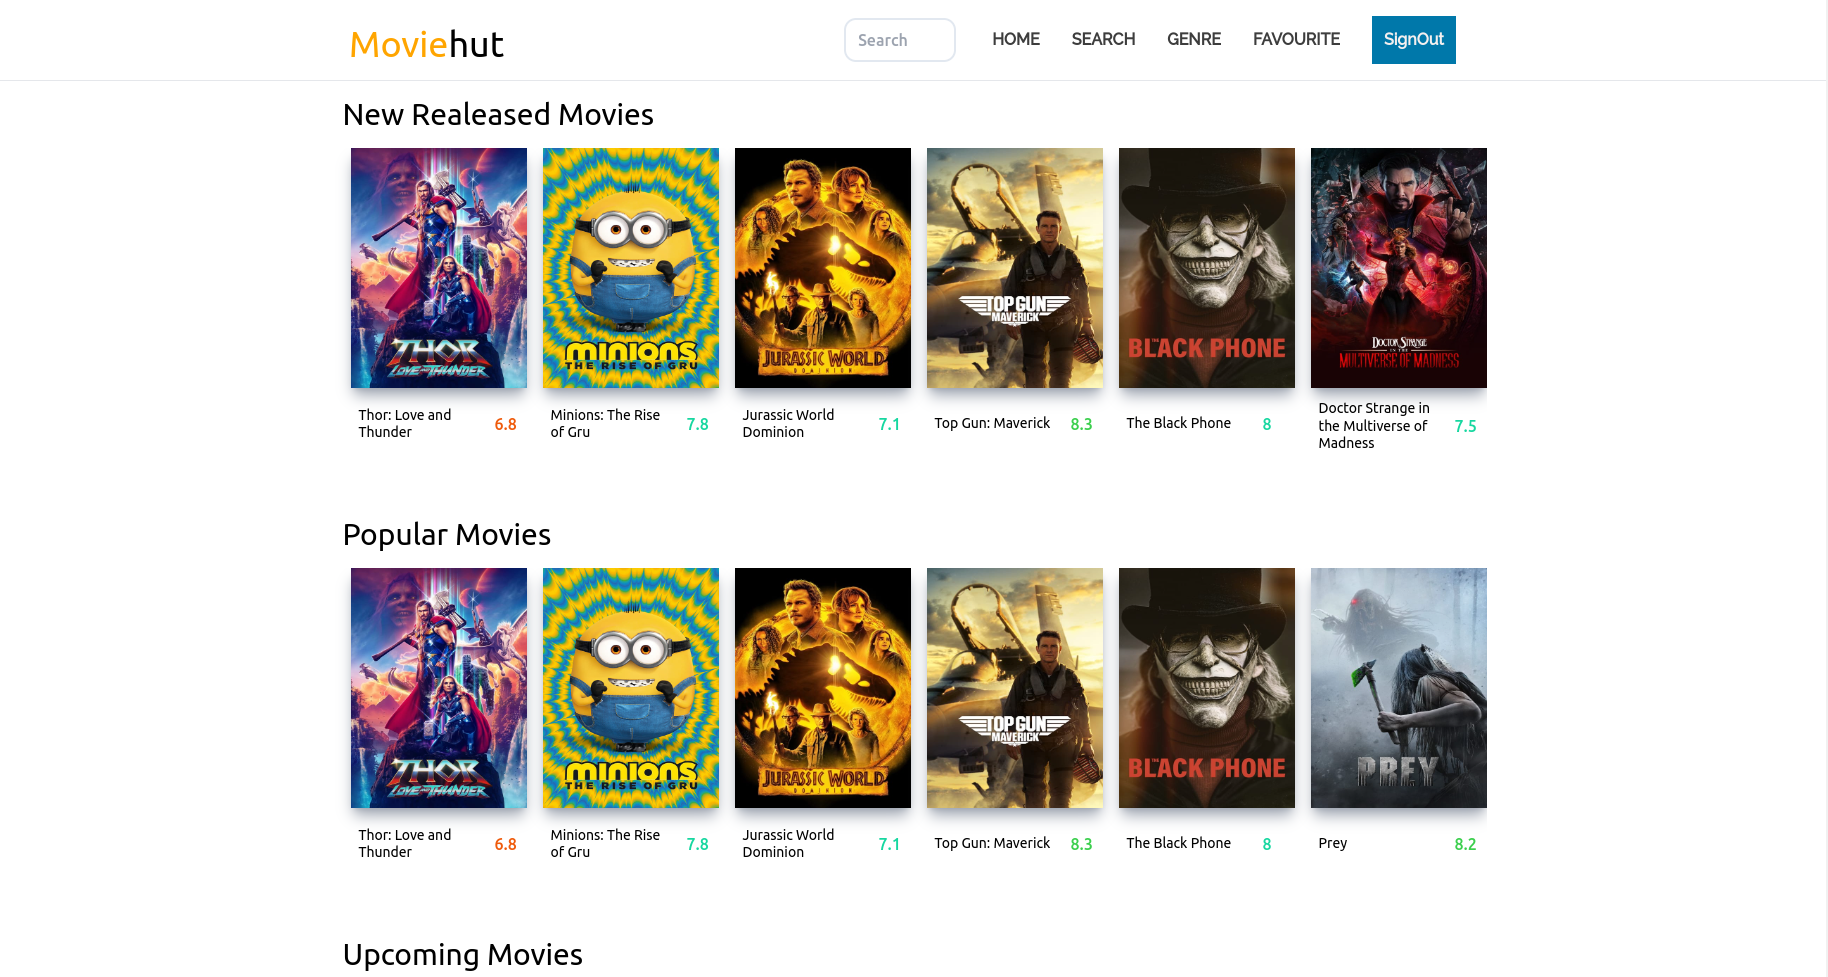 Moviehut
Search
HOME
SEARCH
GENRE
FAVOURITE
SignOut
New Realeased Movies
THOR
LOVE AND THUNDER
MINIONS
THE RISE OF GRU
JURASSIC WORLD
DOMINION
TOP GUN
MAVERICK
THE
BLACK PHONE
DOCTOR STRANGE
IN THE
MULTIVERSE OF MADNESS
Thor: Love and
Thunder
6.8
Minions: The Rise
of Gru
7.8
Jurassic World
Dominion
7.1
Top Gun: Maverick
8.3
The Black Phone
8
Doctor Strange in
the Multiverse of
Madness
7.5
Popular Movies
THOR
LOVE AND THUNDER
MINIONS
THE RISE OF GRU
JURASSIC WORLD
DOMINION
TOP GUN
MAVERICK
THE
BLACK PHONE
PREY
Thor: Love and
Thunder
6.8
Minions: The Rise
of Gru
7.8
Jurassic World
Dominion
7.1
Top Gun: Maverick
8.3
The Black Phone
8
Prey
8.2
Upcoming Movies